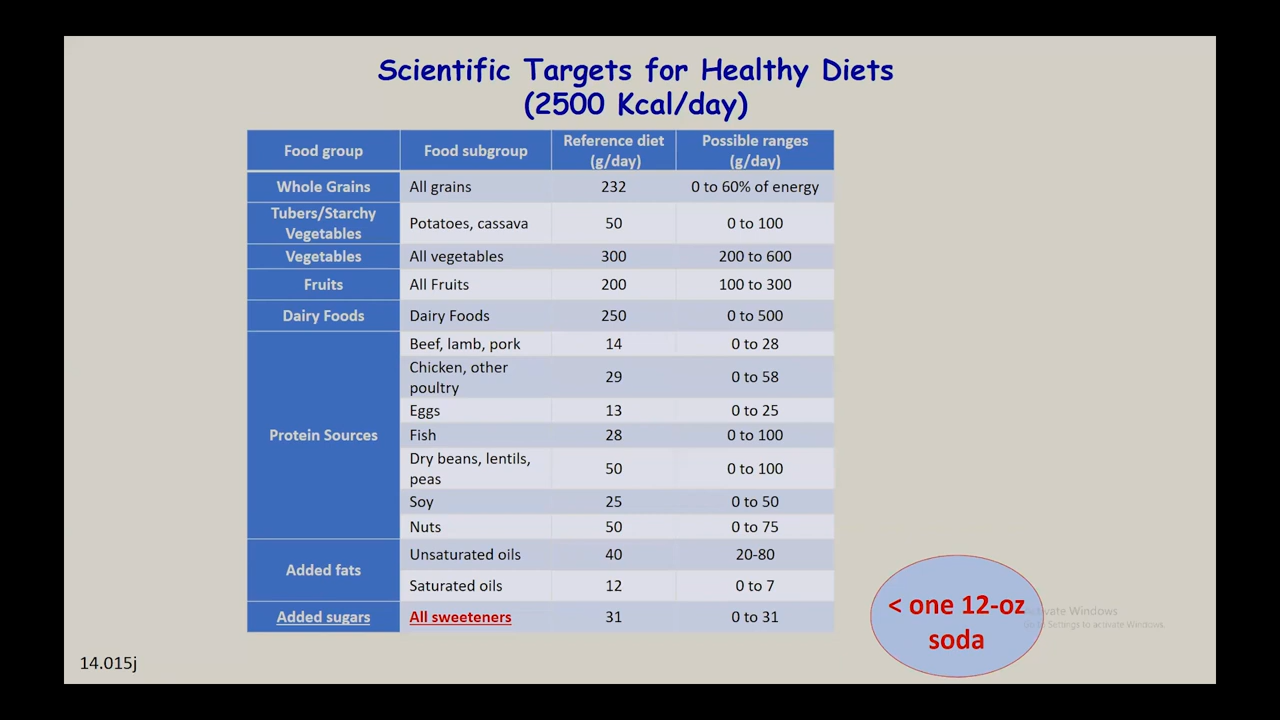 Scientific Targets for Healthy Diets
(2500 Kcal/day)
Food group Food subgroup Reference diet (g/day) Possible ranges (g/day)
Whole Grains All grains 232 0 to 60% of energy
Tubers/Starchy Vegetables Potatoes, cassava 50 0 to 100
Vegetables All vegetables 300 200 to 600
Fruits All Fruits 200 100 to 300
Dairy Foods Dairy Foods 250 0 to 500
Protein Sources Beef, lamb, pork 14 0 to 28
Chicken, other poultry 29 0 to 58
Eggs 13 0 to 25
Fish 28 0 to 100
Dry beans, lentils, peas 50 0 to 100
Soy 25 0 to 50
Nuts 50 0 to 75
Added fats Unsaturated oils 40 20-80
Saturated oils 12 0 to 7
Added sugars All sweeteners 31 0 to 31
< one 12-oz
soda
Activate Windows
Go to Settings to activate Windows.
14.015j